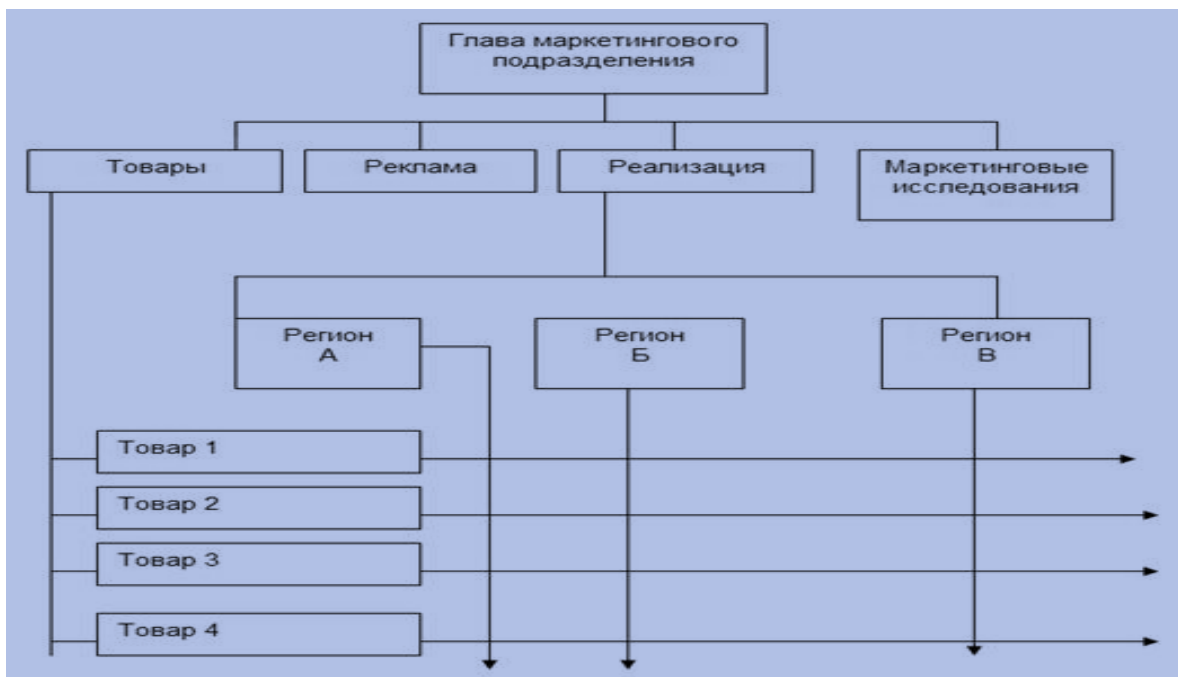 Глава маркетингового
подразделения
Товары
Реклама
Реализация
Маркетинговые
исследования
Регион
А
Регион
Б
Регион
В
Товар 1
Товар 2
Товар 3
Товар 4